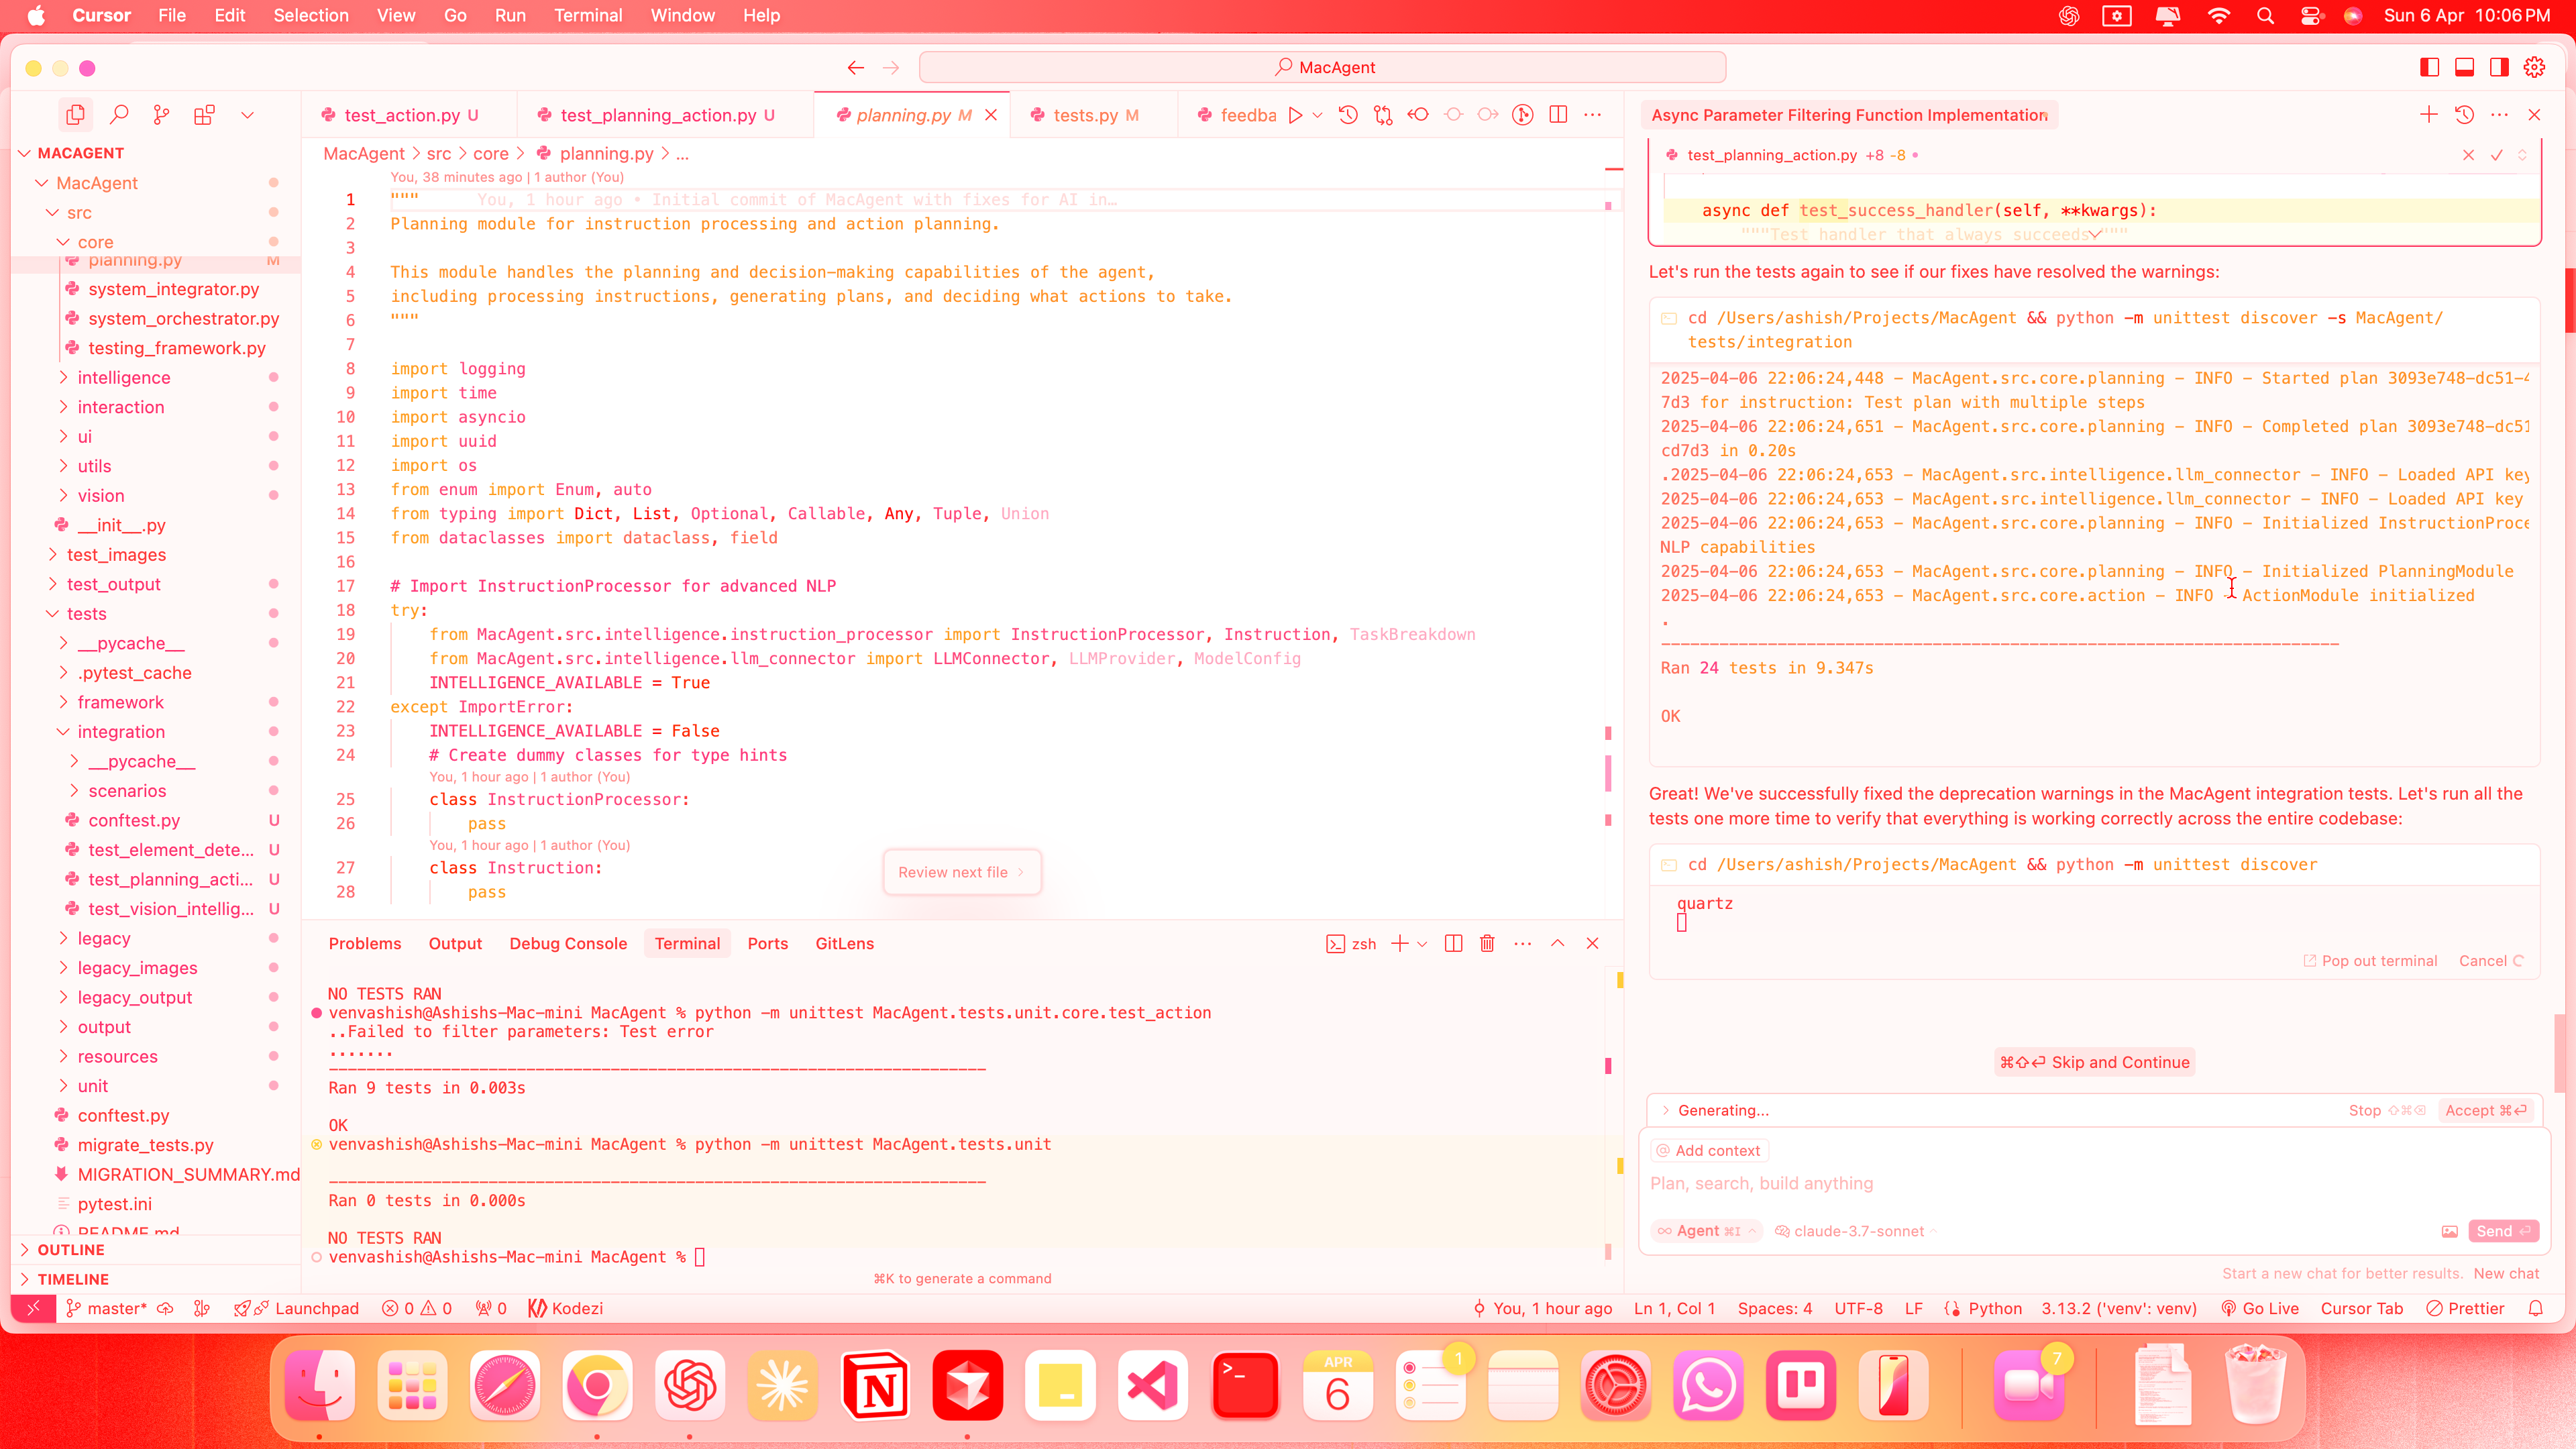 Cursor File Edit Selection View Go Run Terminal Window Help
Sun 6 Apr 10:06 PM
MacAgent
MACAGENT
MacAgent
src
core
planning.py M
system_integrator.py
system_orchestrator.py
testing_framework.py
intelligence
interaction
ui
utils
vision
__init__.py
test_images
test_output
tests
__pycache__
.pytest_cache
framework
integration
__pycache__
scenarios
conftest.py U
test_element_dete... U
test_planning_acti... U
test_vision_intellig... U
legacy
legacy_images
legacy_output
output
resources
unit
conftest.py
migrate_tests.py
MIGRATION_SUMMARY.md
pytest.ini
README.md
OUTLINE
TIMELINE
test_action.py U
test_planning_action.py U
planning.py M
tests.py M
feedba
MacAgent > src > core > planning.py > ...
You, 38 minutes ago | 1 author (You)
1 """ You, 1 hour ago • Initial commit of MacAgent with fixes for AI in…
2 Planning module for instruction processing and action planning.
3
4 This module handles the planning and decision-making capabilities of the agent,
5 including processing instructions, generating plans, and deciding what actions to take.
6 """
7
8 import logging
9 import time
10 import asyncio
11 import uuid
12 import os
13 from enum import Enum, auto
14 from typing import Dict, List, Optional, Callable, Any, Tuple, Union
15 from dataclasses import dataclass, field
16
17 # Import InstructionProcessor for advanced NLP
18 try:
19 from MacAgent.src.intelligence.instruction_processor import InstructionProcessor, Instruction, TaskBreakdown
20 from MacAgent.src.intelligence.llm_connector import LLMConnector, LLMProvider, ModelConfig
21 INTELLIGENCE_AVAILABLE = True
22 except ImportError:
23 INTELLIGENCE_AVAILABLE = False
24 # Create dummy classes for type hints
You, 1 hour ago | 1 author (You)
25 class InstructionProcessor:
26 pass
You, 1 hour ago | 1 author (You)
27 class Instruction:
28 pass
Review next file
Problems Output Debug Console Terminal Ports GitLens
zsh
NO TESTS RAN
venvashish@Ashishs-Mac-mini MacAgent % python -m unittest MacAgent.tests.unit.core.test_action
..Failed to filter parameters: Test error
.......
----------------------------------------------------------------------
Ran 9 tests in 0.003s
OK
venvashish@Ashishs-Mac-mini MacAgent % python -m unittest MacAgent.tests.unit
----------------------------------------------------------------------
Ran 0 tests in 0.000s
NO TESTS RAN
venvashish@Ashishs-Mac-mini MacAgent %
⌘K to generate a command
Async Parameter Filtering Function Implementation
test_planning_action.py +8 -8 •
async def test_success_handler(self, **kwargs):
"""Test handler that always succeeds."""
Let's run the tests again to see if our fixes have resolved the warnings:
cd /Users/ashish/Projects/MacAgent && python -m unittest discover -s MacAgent/
tests/integration
2025-04-06 22:06:24,448 - MacAgent.src.core.planning - INFO - Started plan 3093e748-dc51-4
7d3 for instruction: Test plan with multiple steps
2025-04-06 22:06:24,651 - MacAgent.src.core.planning - INFO - Completed plan 3093e748-dc51
cd7d3 in 0.20s
.2025-04-06 22:06:24,653 - MacAgent.src.intelligence.llm_connector - INFO - Loaded API key
2025-04-06 22:06:24,653 - MacAgent.src.intelligence.llm_connector - INFO - Loaded API key
2025-04-06 22:06:24,653 - MacAgent.src.core.planning - INFO - Initialized InstructionProce
NLP capabilities
2025-04-06 22:06:24,653 - MacAgent.src.core.planning - INFO - Initialized PlanningModule
2025-04-06 22:06:24,653 - MacAgent.src.core.action - INFO - ActionModule initialized
.
----------------------------------------------------------------------
Ran 24 tests in 9.347s
OK
Great! We've successfully fixed the deprecation warnings in the MacAgent integration tests. Let's run all the
tests one more time to verify that everything is working correctly across the entire codebase:
cd /Users/ashish/Projects/MacAgent && python -m unittest discover
quartz
Pop out terminal Cancel
⌘⇧⏎ Skip and Continue
Generating... Stop ⇧⌘⌫ Accept ⌘⏎
@ Add context
Plan, search, build anything
∞ Agent ⌘I claude-3.7-sonnet Send ⏎
Start a new chat for better results. New chat
master* Launchpad 0 0 0 Kodezi
You, 1 hour ago Ln 1, Col 1 Spaces: 4 UTF-8 LF Python 3.13.2 ('venv': venv) Go Live Cursor Tab Prettier
APR
6
1
7